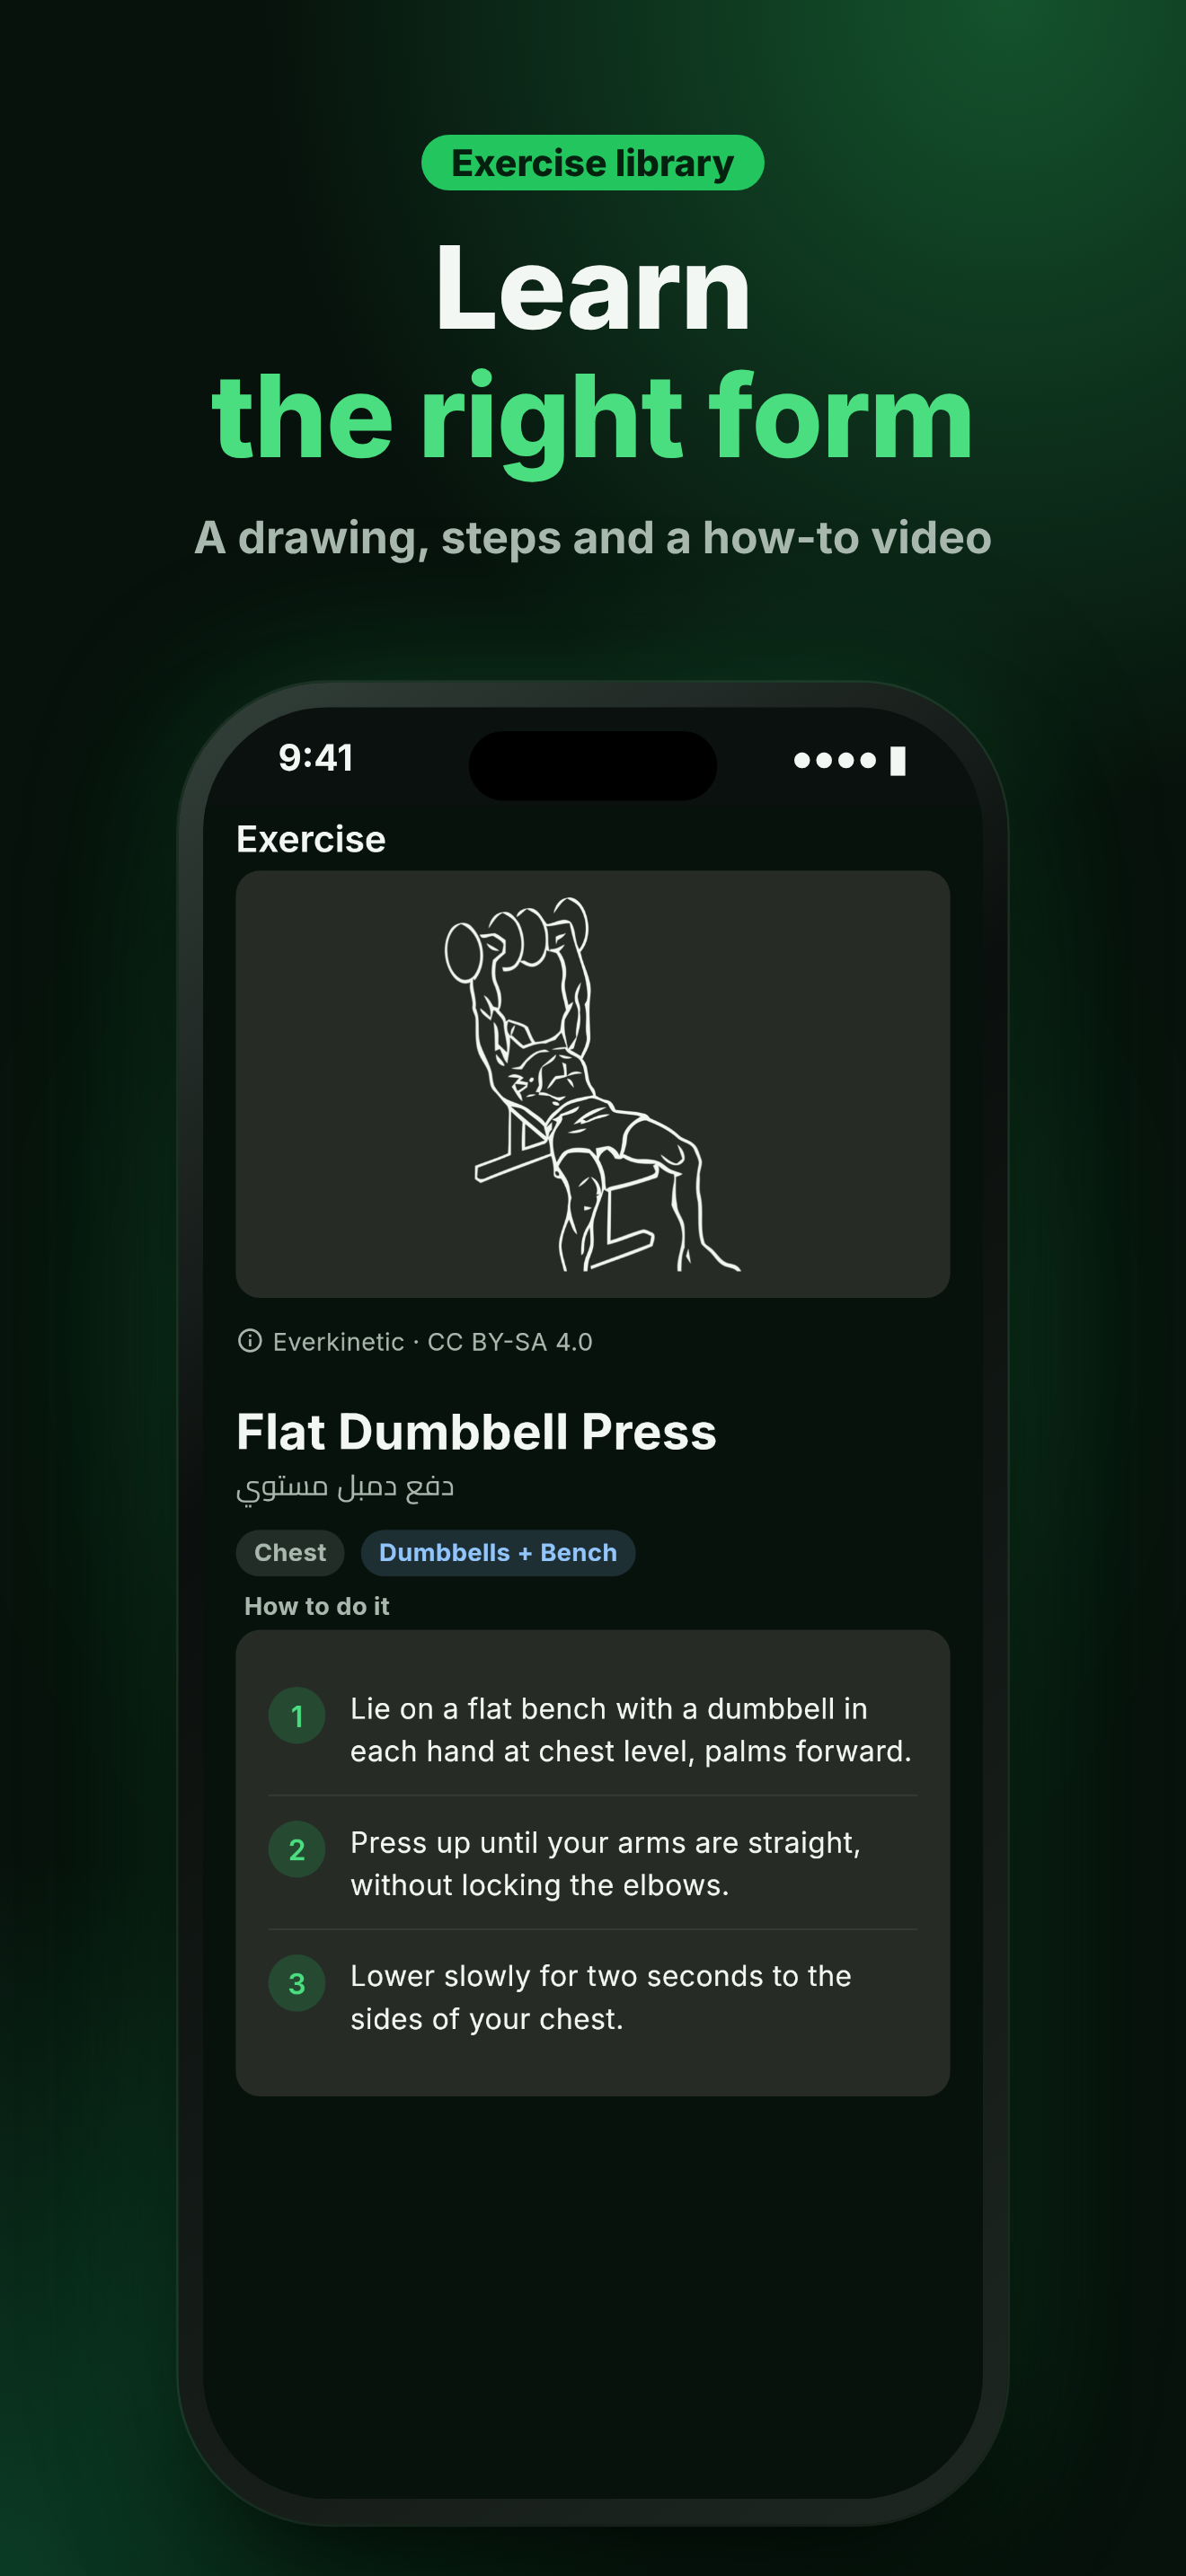 Exercise library
Learn
the right form
A drawing, steps and a how-to video
9:41
Exercise
Everkinetic · CC BY-SA 4.0
Flat Dumbbell Press
دفع دمبل مستوي
Chest
Dumbbells + Bench
How to do it
1
Lie on a flat bench with a dumbbell in
each hand at chest level, palms forward.
2
Press up until your arms are straight,
without locking the elbows.
3
Lower slowly for two seconds to the
sides of your chest.